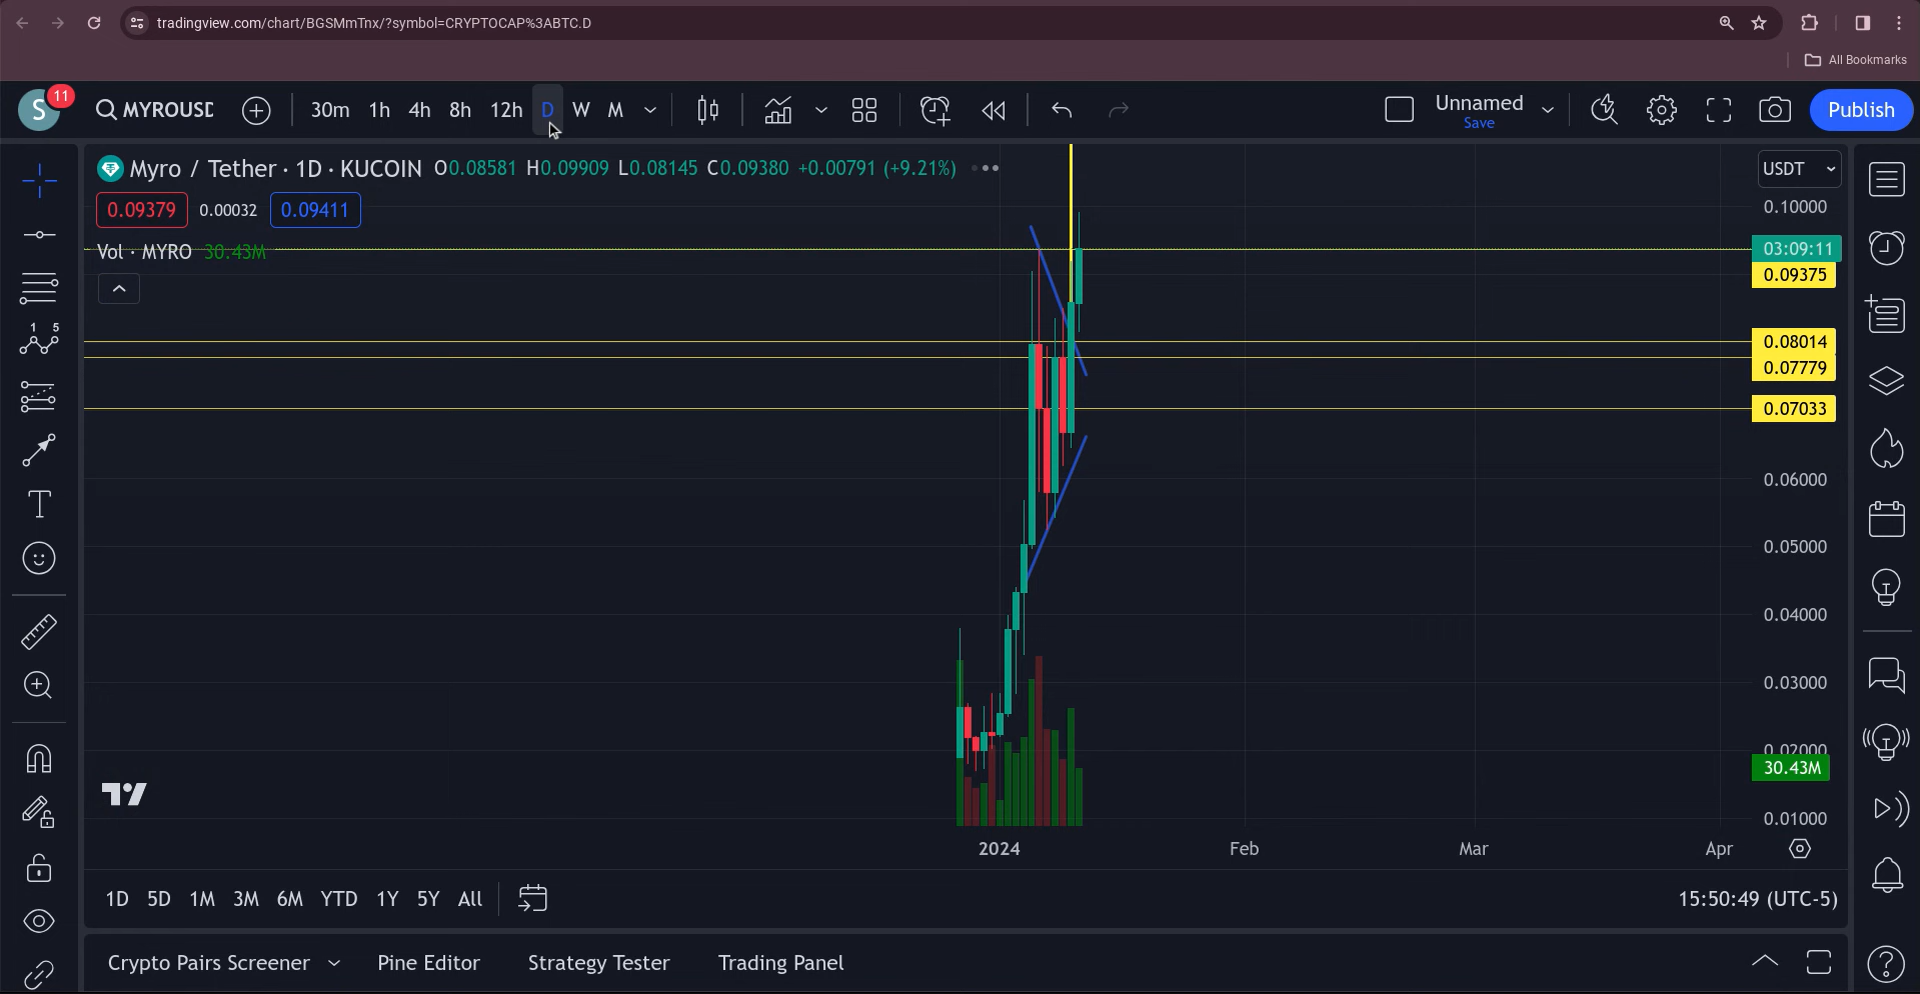 tradingview.com/chart/BGSMmTnx/?symbol=CRYPTOCAP%3ABTC.D
All Bookmarks
S 11 MYROUSD 30m 1h 4h 8h 12h D W M Unnamed Save Publish
Myro / Tether · 1D · KUCOIN O0.08581 H0.09909 L0.08145 C0.09380 +0.00791 (+9.21%) USDT
0.09379 0.00032 0.09411
0.10000
Vol · MYRO 30.43M
03:09:11
0.09375
1 5
0.08014
0.07779
0.07033
0.06000
0.05000
0.04000
0.03000
0.02000
30.43M
0.01000
2024 Feb Mar Apr
1D 5D 1M 3M 6M YTD 1Y 5Y All 15:50:49 (UTC-5)
Crypto Pairs Screener Pine Editor Strategy Tester Trading Panel